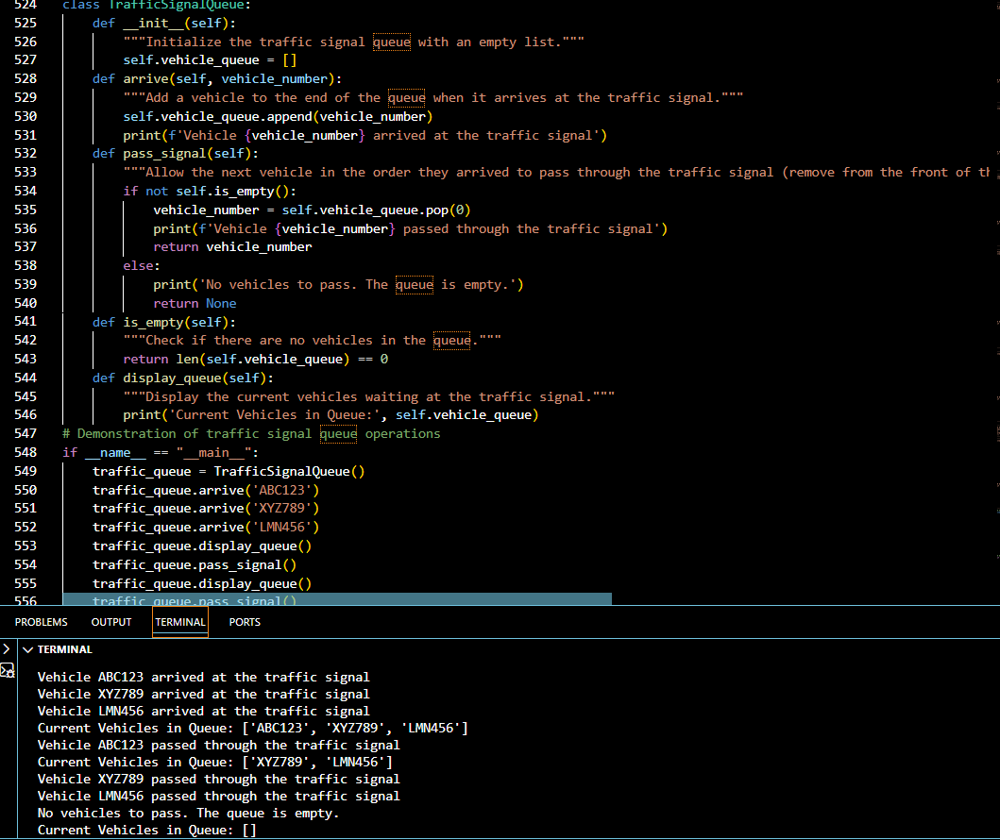 524 class TrafficSignalQueue:
525     def __init__(self):
526         """Initialize the traffic signal queue with an empty list."""
527         self.vehicle_queue = []
528     def arrive(self, vehicle_number):
529         """Add a vehicle to the end of the queue when it arrives at the traffic signal."""
530         self.vehicle_queue.append(vehicle_number)
531         print(f'Vehicle {vehicle_number} arrived at the traffic signal')
532     def pass_signal(self):
533         """Allow the next vehicle in the order they arrived to pass through the traffic signal (remove from the front of th
534         if not self.is_empty():
535             vehicle_number = self.vehicle_queue.pop(0)
536             print(f'Vehicle {vehicle_number} passed through the traffic signal')
537             return vehicle_number
538         else:
539             print('No vehicles to pass. The queue is empty.')
540             return None
541     def is_empty(self):
542         """Check if there are no vehicles in the queue."""
543         return len(self.vehicle_queue) == 0
544     def display_queue(self):
545         """Display the current vehicles waiting at the traffic signal."""
546         print('Current Vehicles in Queue:', self.vehicle_queue)
547 # Demonstration of traffic signal queue operations
548 if __name__ == "__main__":
549     traffic_queue = TrafficSignalQueue()
550     traffic_queue.arrive('ABC123')
551     traffic_queue.arrive('XYZ789')
552     traffic_queue.arrive('LMN456')
553     traffic_queue.display_queue()
554     traffic_queue.pass_signal()
555     traffic_queue.display_queue()
556     traffic_queue.pass_signal()
PROBLEMS OUTPUT TERMINAL PORTS
TERMINAL
Vehicle ABC123 arrived at the traffic signal
Vehicle XYZ789 arrived at the traffic signal
Vehicle LMN456 arrived at the traffic signal
Current Vehicles in Queue: ['ABC123', 'XYZ789', 'LMN456']
Vehicle ABC123 passed through the traffic signal
Current Vehicles in Queue: ['XYZ789', 'LMN456']
Vehicle XYZ789 passed through the traffic signal
Vehicle LMN456 passed through the traffic signal
No vehicles to pass. The queue is empty.
Current Vehicles in Queue: []